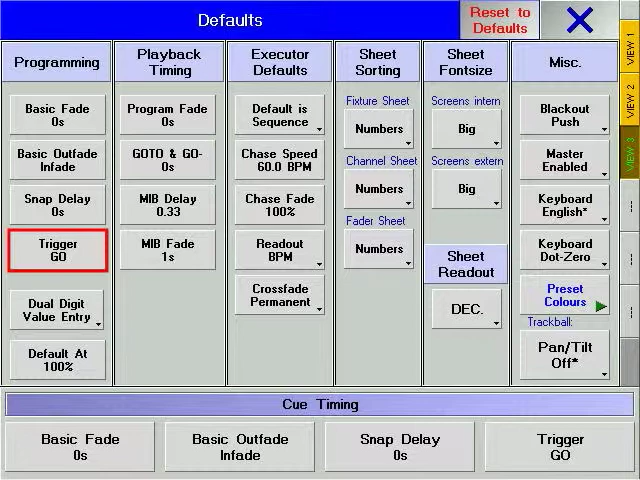 Defaults
Reset to
Defaults
Programming
Playback
Timing
Executor
Defaults
Sheet
Sorting
Sheet
Fontsize
Misc.
Basic Fade
0s
Basic Outfade
Infade
Snap Delay
0s
Trigger
GO
Dual Digit
Value Entry
Default At
100%
Program Fade
0s
GOTO & GO-
0s
MIB Delay
0.33
MIB Fade
1s
Default is
Sequence
Chase Speed
60.0 BPM
Chase Fade
100%
Readout
BPM
Crossfade
Permanent
Fixture Sheet
Numbers
Channel Sheet
Numbers
Fader Sheet
Numbers
Screens intern
Big
Screens extern
Big
Sheet
Readout
DEC.
Blackout
Push
Master
Enabled
Keyboard
English*
Keyboard
Dot-Zero
Preset
Colours
Trackball:
Pan/Tilt
Off*
VIEW 1
VIEW 2
VIEW 3
---
---
---
Cue Timing
Basic Fade
0s
Basic Outfade
Infade
Snap Delay
0s
Trigger
GO